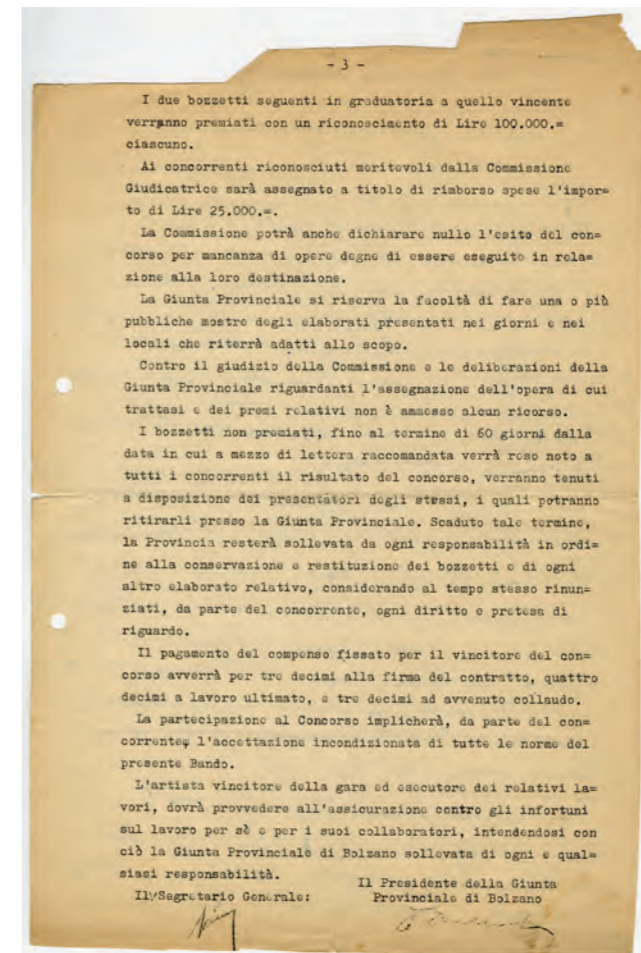 - 3 -
I due bozzetti seguenti in graduatoria a quello vincente
verranno premiati con un riconoscimento di Lire 100.000.=
ciascuno.
Ai concorrenti riconosciuti meritevoli dalla Commissione
Giudicatrice sarà assegnato a titolo di rimborso spese l'impor=
to di Lire 25.000.=.
La Commissione potrà anche dichiarare nullo l'esito del con=
corso per mancanza di opere degne di essere eseguite in rela=
zione alla loro destinazione.
La Giunta Provinciale si riserva la facoltà di fare una o più
pubbliche mostre degli elaborati presentati nei giorni e nei
locali che riterrà adatti allo scopo.
Contro il giudizio della Commissione e le deliberazioni della
Giunta Provinciale riguardanti l'assegnazione dell'opera di cui
trattasi e dei premi relativi non è ammesso alcun ricorso.
I bozzetti non premiati, fino al termine di 60 giorni dalla
data in cui a mezzo di lettera raccomandata verrà reso noto a
tutti i concorrenti il risultato del concorso, verranno tenuti
a disposizione dei presentatori degli stessi, i quali potranno
ritirarli presso la Giunta Provinciale. Scaduto tale termine,
la Provincia resterà sollevata da ogni responsabilità in ordi=
ne alla conservazione e restituzione dei bozzetti e di ogni
altro elaborato relativo, considerando al tempo stesso rinun=
ziati, da parte del concorrente, ogni diritto e pretesa di
riguardo.
Il pagamento del compenso fissato per il vincitore del con=
corso avverrà per tre decimi alla firma del contratto, quattro
decimi a lavoro ultimato, e tre decimi ad avvenuto collaudo.
La partecipazione al Concorso implicherà, da parte del con=
corrente, l'accettazione incondizionata di tutte le norme del
presente Bando.
L'artista vincitore della gara ed esecutore dei relativi la=
vori, dovrà provvedere all'assicurazione contro gli infortuni
sul lavoro per sè e per i suoi collaboratori, intendendosi con
ciò la Giunta Provinciale di Bolzano sollevata di ogni e qual=
siasi responsabilità.
Il Presidente della Giunta
Il Segretario Generale: Provinciale di Bolzano